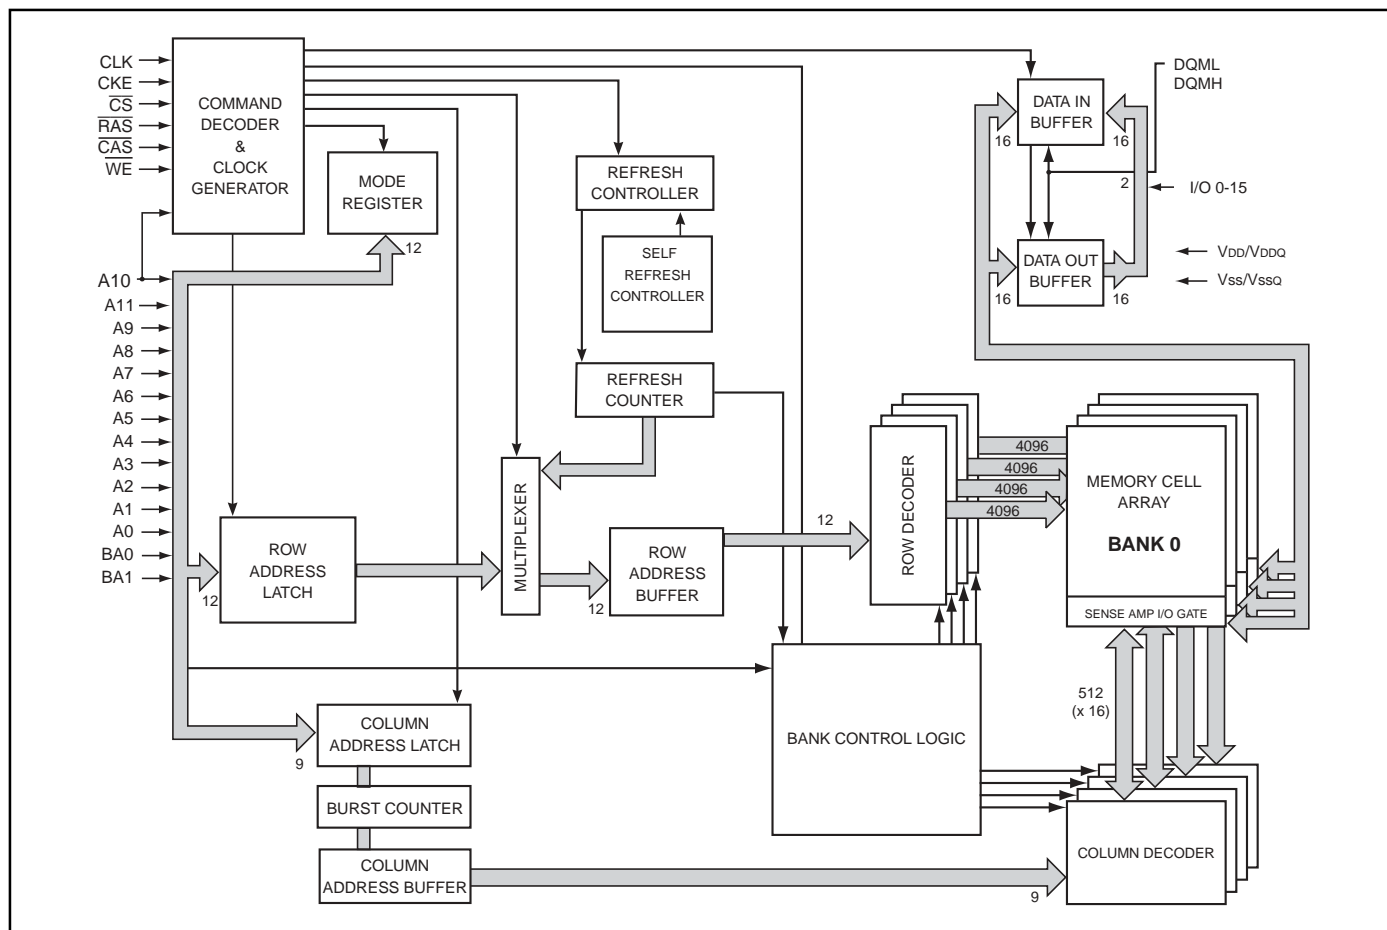 CLK
CKE
CS
RAS
CAS
WE
COMMAND
DECODER
&
CLOCK
GENERATOR
MODE
REGISTER
12
REFRESH
CONTROLLER
SELF
REFRESH
CONTROLLER
REFRESH
COUNTER
DATA IN
BUFFER
16
16
DQML
DQMH
2
I/O 0-15
DATA OUT
BUFFER
16
16
VDD/VDDQ
Vss/VssQ
A10
A11
A9
A8
A7
A6
A5
A4
A3
A2
A1
A0
BA0
BA1
12
ROW
ADDRESS
LATCH
MULTIPLEXER
12
ROW
ADDRESS
BUFFER
12
ROW DECODER
4096
4096
4096
4096
MEMORY CELL
ARRAY
BANK 0
SENSE AMP I/O GATE
512
(x 16)
BANK CONTROL LOGIC
9
COLUMN
ADDRESS LATCH
BURST COUNTER
COLUMN
ADDRESS BUFFER
9
COLUMN DECODER